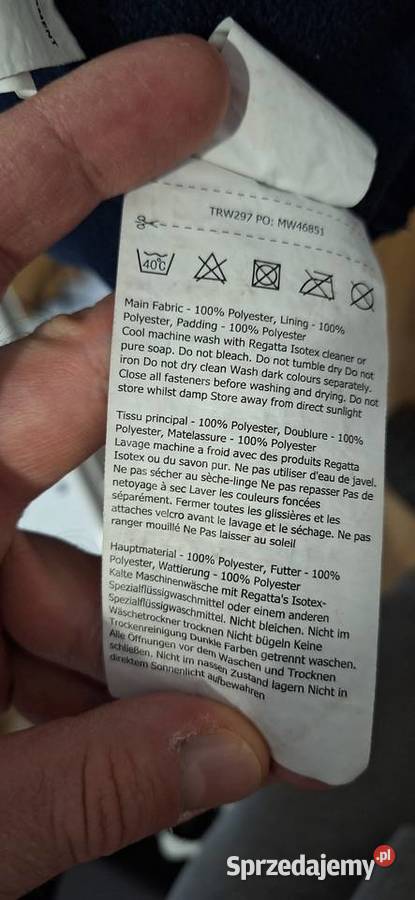 TRW297 PO: MW46851
40°C
Main Fabric - 100% Polyester, Lining - 100%
Polyester, Padding - 100% Polyester
Cool machine wash with Regatta Isotex cleaner or
pure soap. Do not bleach. Do not tumble dry Do not
iron Do not dry clean Wash dark colours separately.
Close all fasteners before washing and drying. Do not
store whilst damp Store away from direct sunlight
Tissu principal - 100% Polyester, Doublure - 100%
Polyester, Matelassure - 100% Polyester
Lavage machine a froid avec des produits Regatta
Isotex ou du savon pur. Ne pas utiliser d'eau de javel.
Ne pas sécher au sèche-linge Ne pas repasser Pas de
netoyage à sec Laver les couleurs foncées
séparément. Fermer toutes les glissières et les
attaches velcro avant le lavage et le séchage. Ne pas
ranger mouillé Ne Pas laisser au soleil
Hauptmaterial - 100% Polyester, Futter - 100%
Polyester, Wattierung - 100% Polyester
Kalte Maschinenwäsche mit Regatta's Isotex-
Spezialflüssigwaschmittel oder einem anderen
Spezialflüssigwaschmittel. Nicht bleichen. Nicht im
Wäschetrockner trocknen Nicht bügeln Keine
Trockenreinigung Dunkle Farben getrennt waschen.
Alle Öffnungen vor dem Waschen und Trocknen
schließen. Nicht im nassen Zustand lagern Nicht in
direktem Sonnenlicht aufbewahren
Sprzedajemy.pl